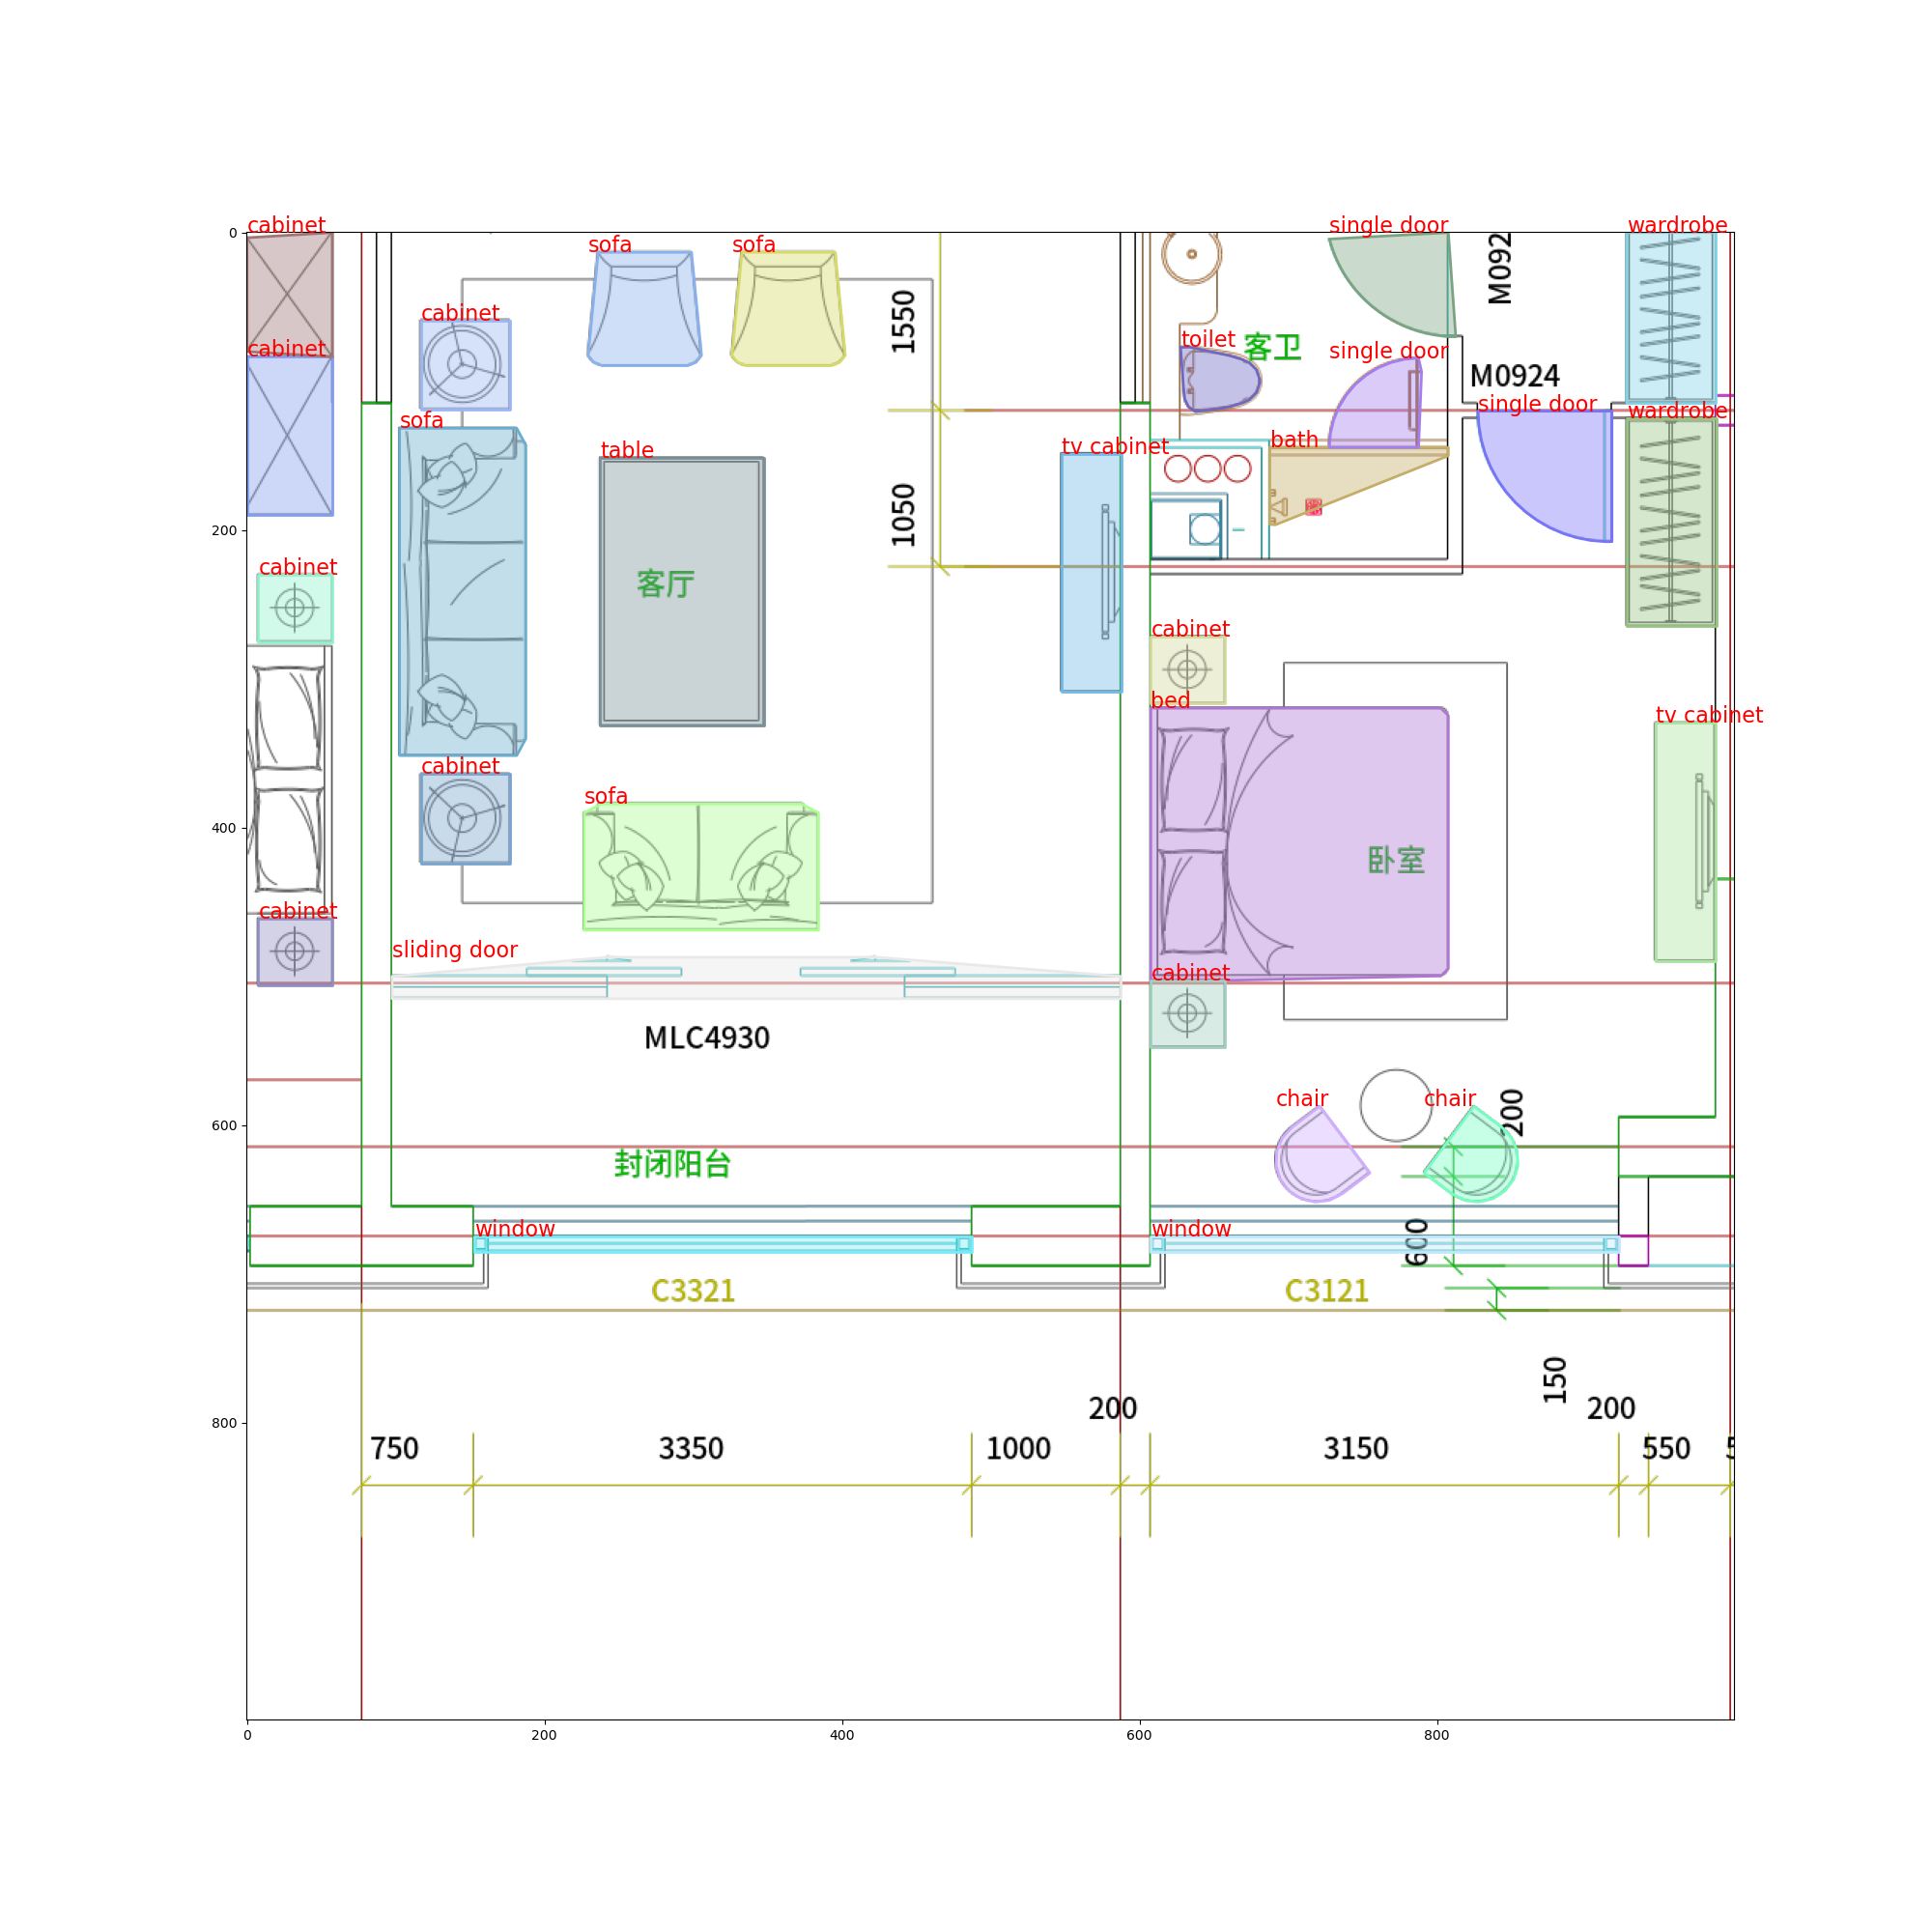 cabinet
single door
wardrobe
0
sofa
sofa
M092
cabinet
1550
toilet
客卫
single door
cabinet
M0924
single door
wardrobe
sofa
table
tv cabinet
bath
1050
200
cabinet
客厅
cabinet
bed
tv cabinet
cabinet
sofa
400
卧室
cabinet
sliding door
cabinet
MLC4930
chair
chair
200
600
封闭阳台
window
window
600
C3321
C3121
150
200
200
800
750
3350
1000
3150
550
0
200
400
600
800